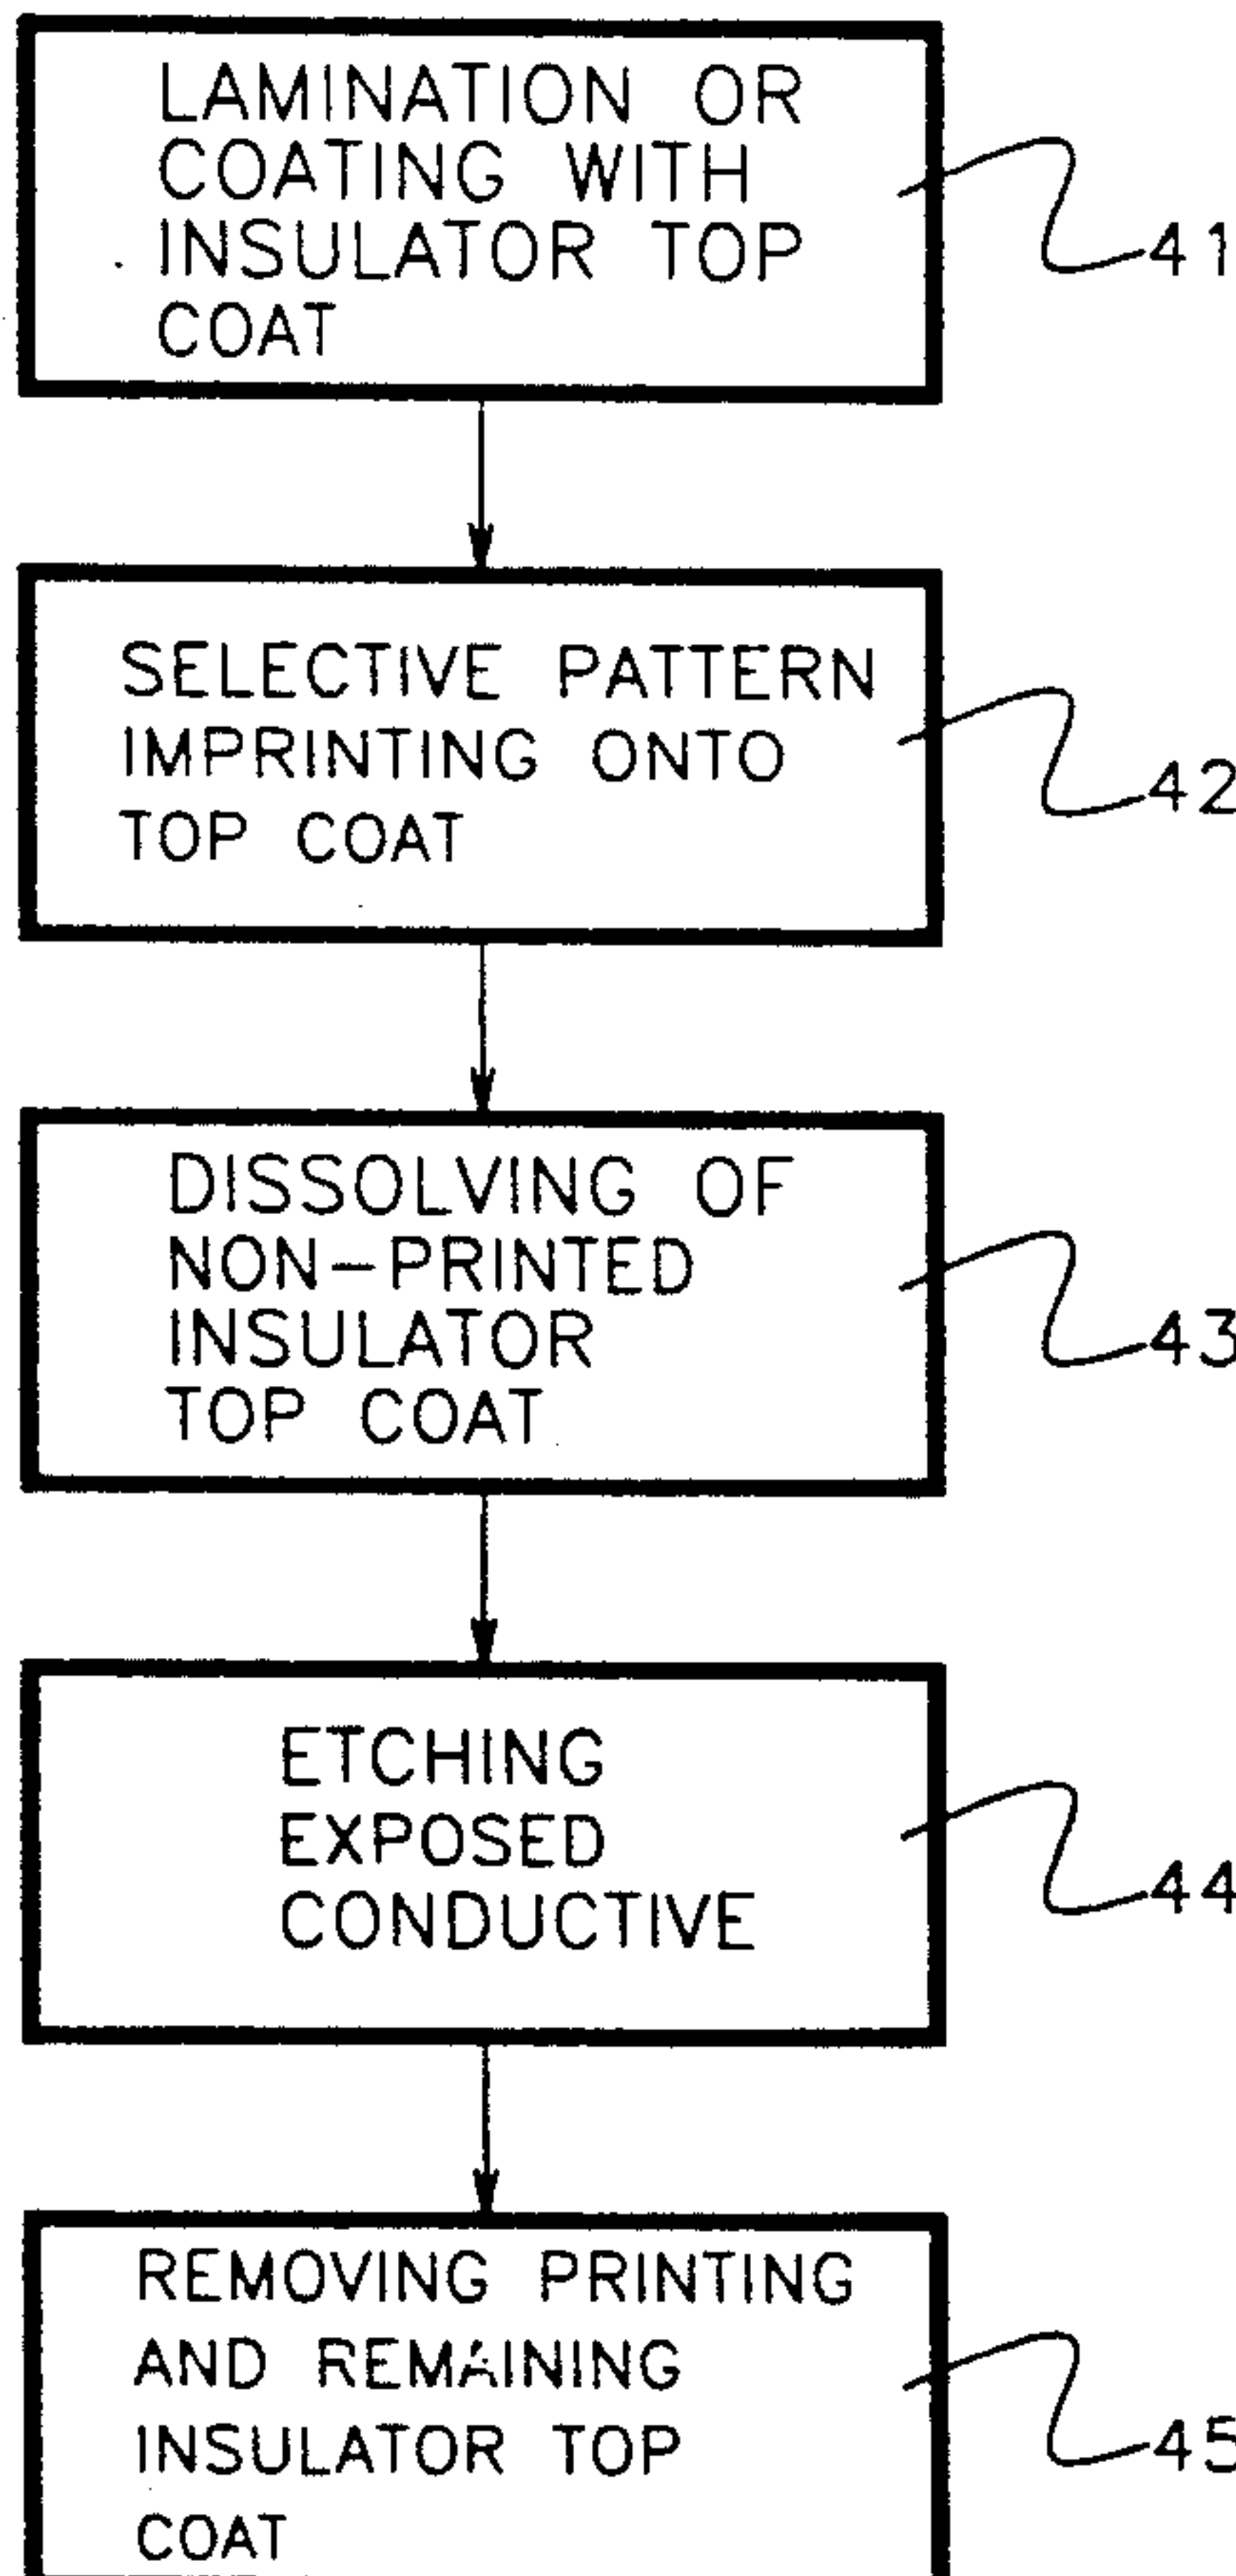 LAMINATION OR
COATING WITH
INSULATOR TOP
COAT
41
SELECTIVE PATTERN
IMPRINTING ONTO
TOP COAT
42
DISSOLVING OF
NON-PRINTED
INSULATOR
TOP COAT
43
ETCHING
EXPOSED
CONDUCTIVE
44
REMOVING PRINTING
AND REMAINING
INSULATOR TOP
COAT
45